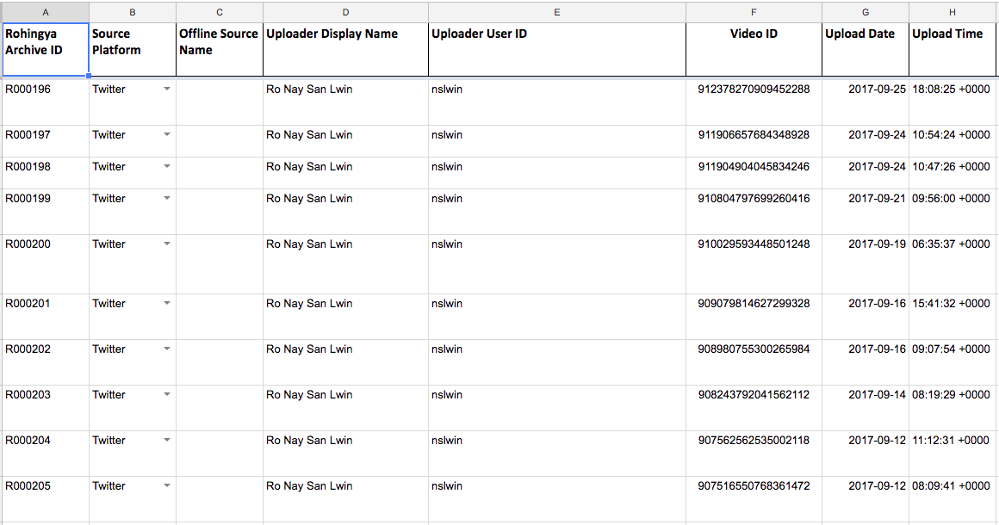 A B C D E F G H
Rohingya Archive ID Source Platform Offline Source Name Uploader Display Name Uploader User ID Video ID Upload Date Upload Time
R000196 Twitter Ro Nay San Lwin nslwin 912378270909452288 2017-09-25 18:08:25 +0000
R000197 Twitter Ro Nay San Lwin nslwin 911906657684348928 2017-09-24 10:54:24 +0000
R000198 Twitter Ro Nay San Lwin nslwin 911904904045834246 2017-09-24 10:47:26 +0000
R000199 Twitter Ro Nay San Lwin nslwin 910804797699260416 2017-09-21 09:56:00 +0000
R000200 Twitter Ro Nay San Lwin nslwin 910029593448501248 2017-09-19 06:35:37 +0000
R000201 Twitter Ro Nay San Lwin nslwin 909079814627299328 2017-09-16 15:41:32 +0000
R000202 Twitter Ro Nay San Lwin nslwin 908980755300265984 2017-09-16 09:07:54 +0000
R000203 Twitter Ro Nay San Lwin nslwin 908243792041562112 2017-09-14 08:19:29 +0000
R000204 Twitter Ro Nay San Lwin nslwin 907562562535002118 2017-09-12 11:12:31 +0000
R000205 Twitter Ro Nay San Lwin nslwin 907516550768361472 2017-09-12 08:09:41 +0000